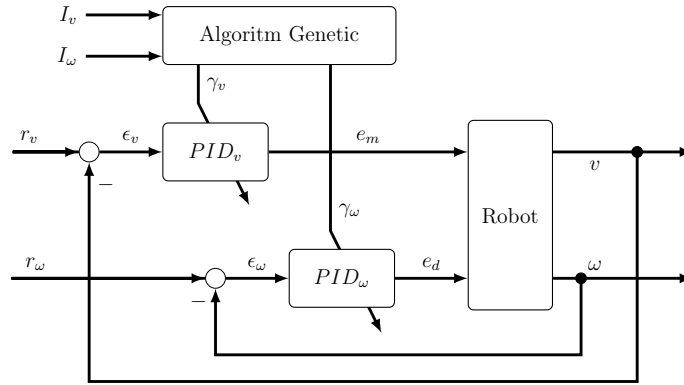 I_v
Algoritm Genetic
I_ω
γ_v
r_v
ϵ_v
PID_v
e_m
v
−
Robot
γ_ω
r_ω
ϵ_ω
PID_ω
e_d
ω
−